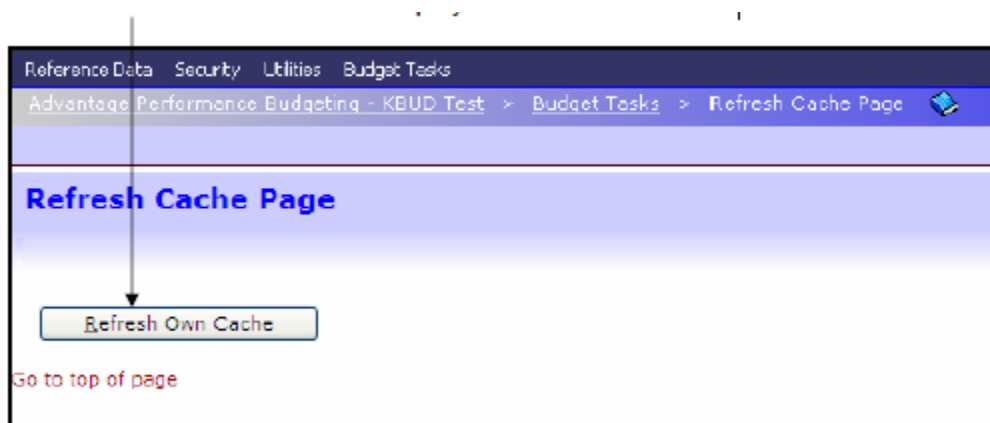 Reference Data Security Utilities Budget Tasks
Advantage Performance Budgeting - KBUD Test > Budget Tasks > Refresh Cache Page
Refresh Cache Page
Refresh Own Cache
Go to top of page